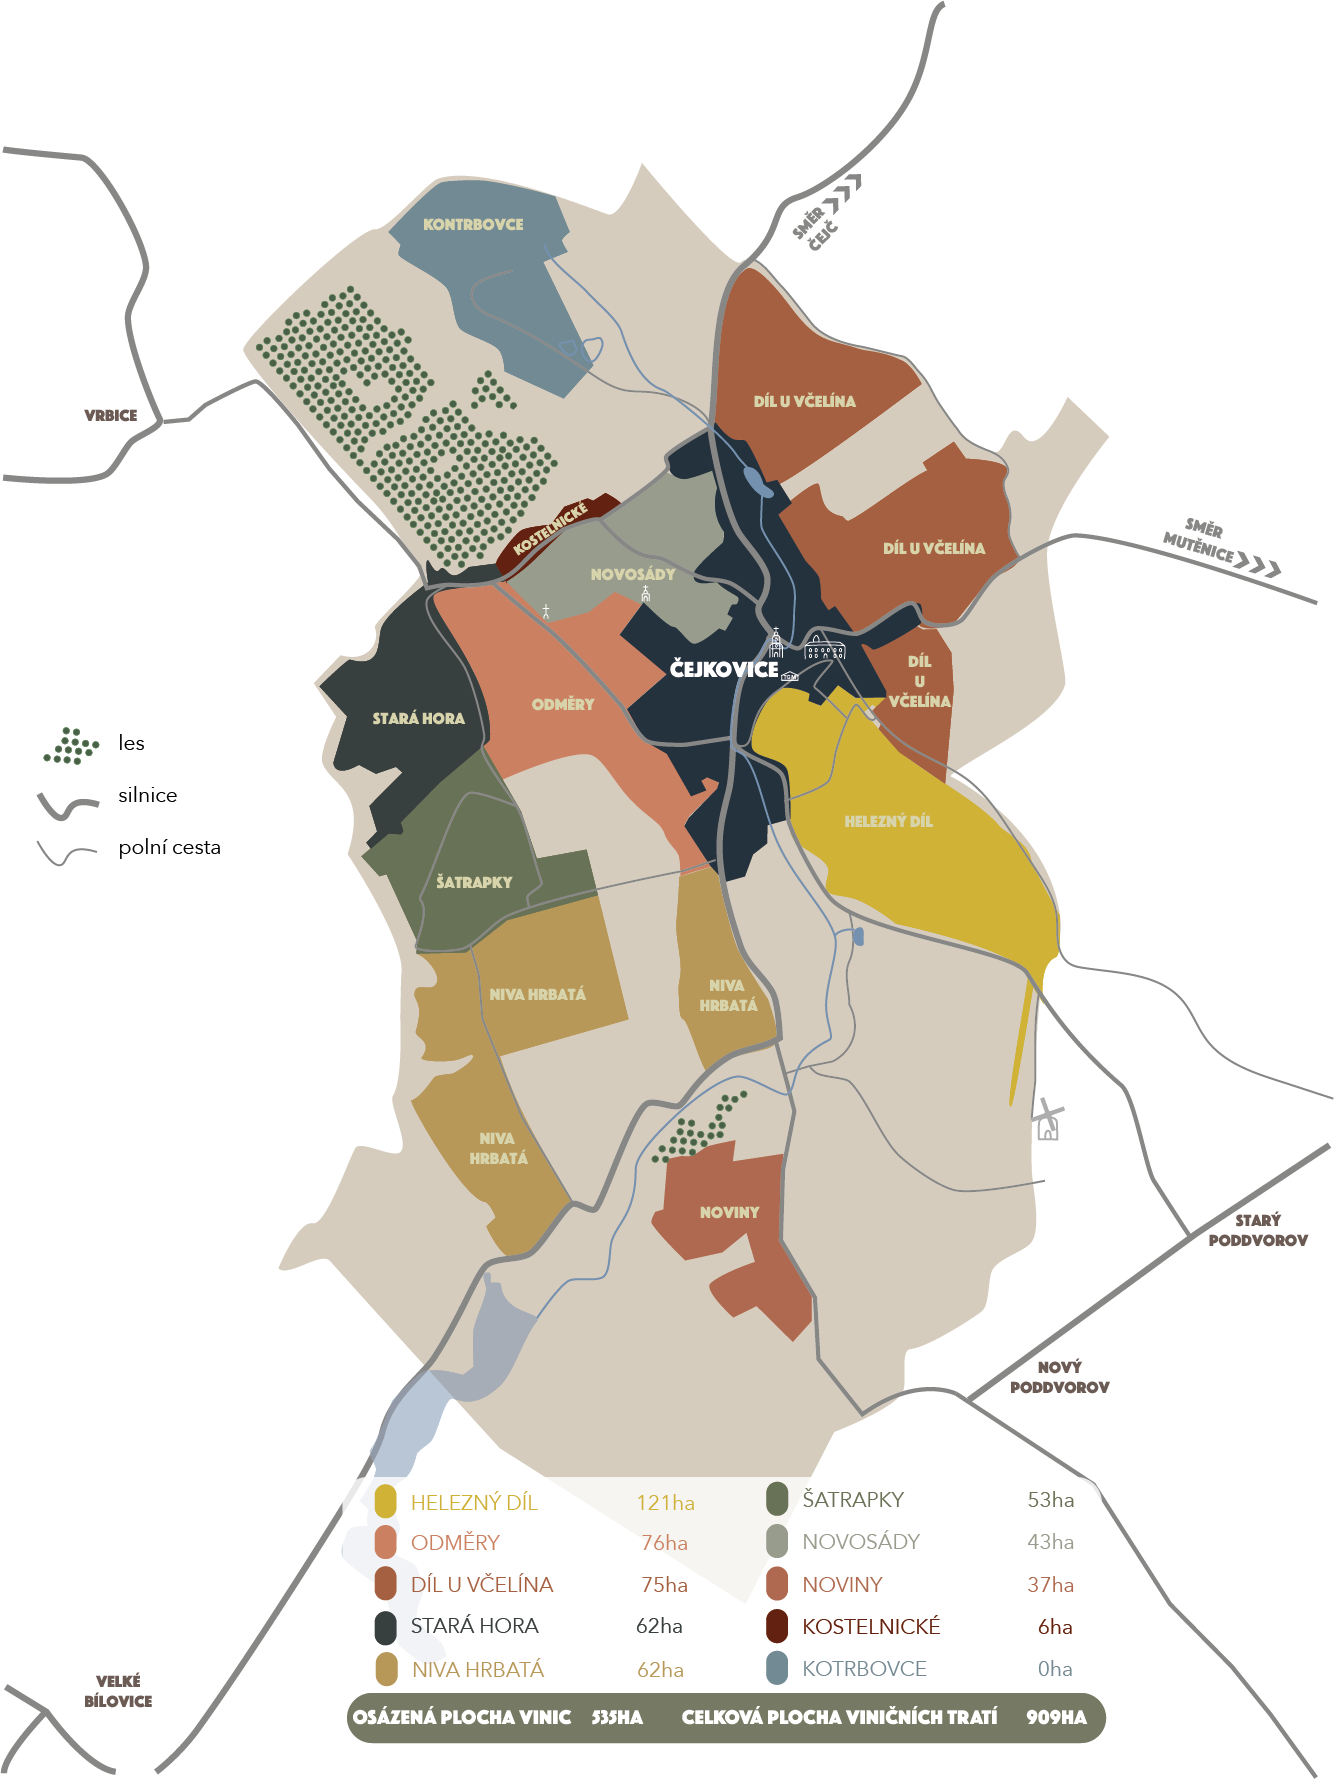 KONTRBOVCE
SMĚR
ČEJČ
VRBICE
DÍL U VČELÍNA
KOSTELNICKÉ
SMĚR
MUTĚNICE
DÍL U VČELÍNA
NOVOSÁDY
ČEJKOVICE
DÍL
U
VČELÍNA
TGM
ODMĚRY
STARÁ HORA
les
silnice
polní cesta
HELEZNÝ DÍL
ŠATRAPKY
NIVA HRBATÁ
NIVA
HRBATÁ
NIVA
HRBATÁ
NOVINY
STARÝ
PODDVOROV
NOVÝ
PODDVOROV
HELEZNÝ DÍL 121ha
ODMĚRY 76ha
DÍL U VČELÍNA 75ha
STARÁ HORA 62ha
NIVA HRBATÁ 62ha
ŠATRAPKY 53ha
NOVOSÁDY 43ha
NOVINY 37ha
KOSTELNICKÉ 6ha
KOTRBOVCE 0ha
VELKÉ
BÍLOVICE
OSÁZENÁ PLOCHA VINIC 535HA CELKOVÁ PLOCHA VINIČNÍCH TRATÍ 909HA